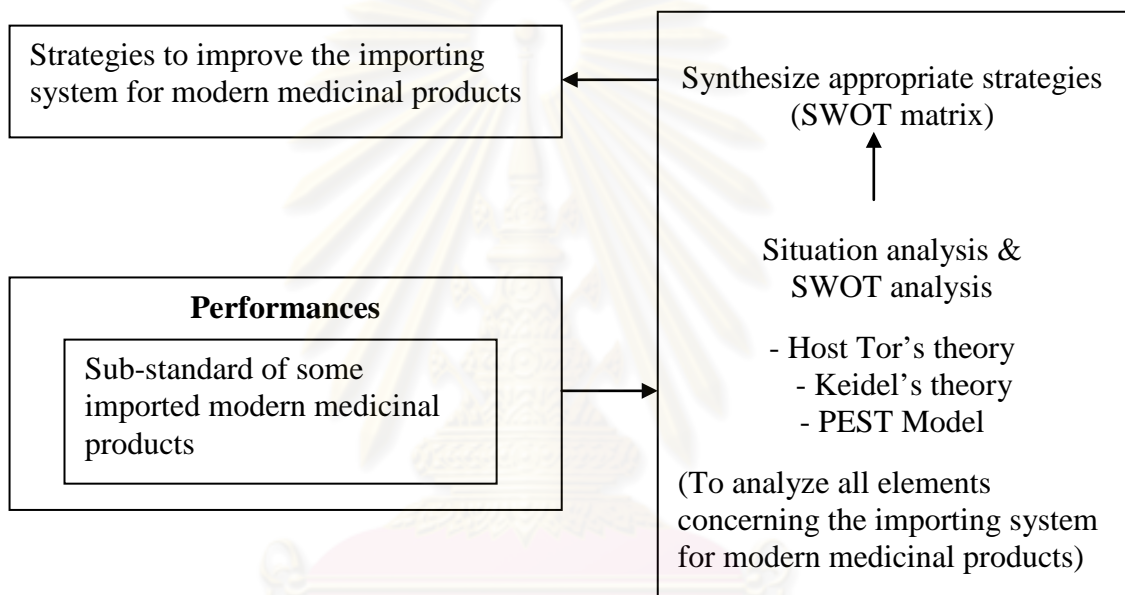 Strategies to improve the importing
system for modern medicinal products
Performances
Sub-standard of some
imported modern medicinal
products
Synthesize appropriate strategies
(SWOT matrix)
Situation analysis &
SWOT analysis
- Host Tor’s theory
- Keidel’s theory
- PEST Model
(To analyze all elements
concerning the importing system
for modern medicinal products)